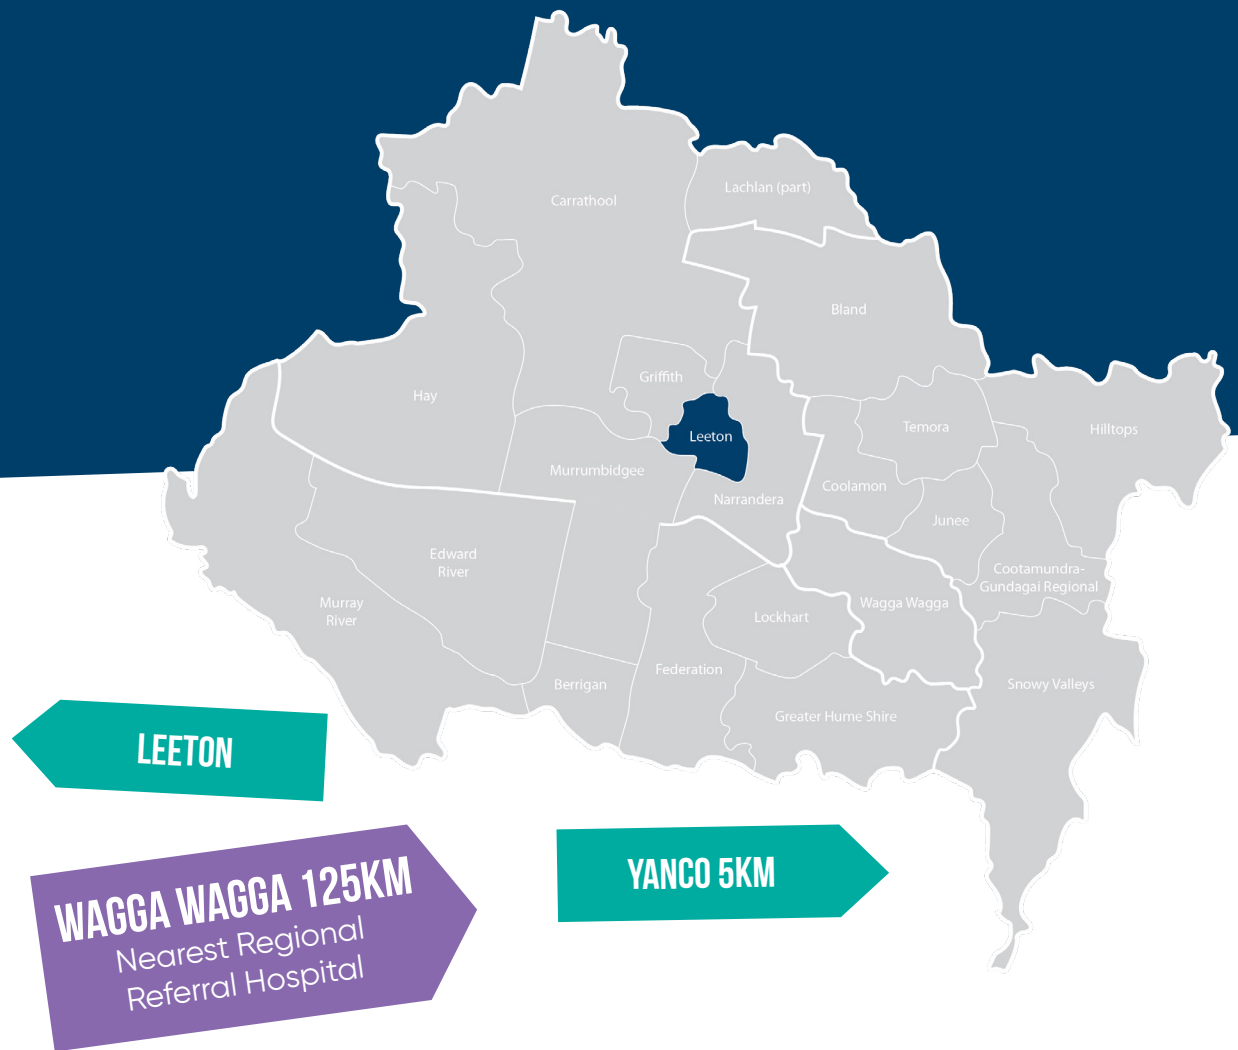 Lachlan (part)
Carrathool
Bland
Griffith
Hay
Leeton
Temora
Hilltops
Murrumbidgee
Coolamon
Narrandera
Junee
Edward
River
Cootamundra-
Gundagai Regional
Murray
River
Wagga Wagga
Lockhart
Federation
Berrigan
Snowy Valleys
Greater Hume Shire
LEETON
WAGGA WAGGA 125KM
Nearest Regional
Referral Hospital
YANCO 5KM